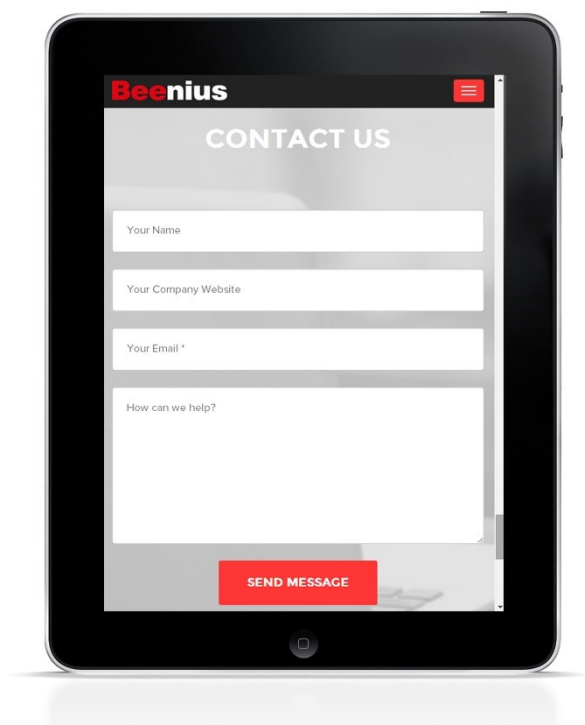 Beenius
CONTACT US
Your Name
Your Company Website
Your Email *
How can we help?
SEND MESSAGE